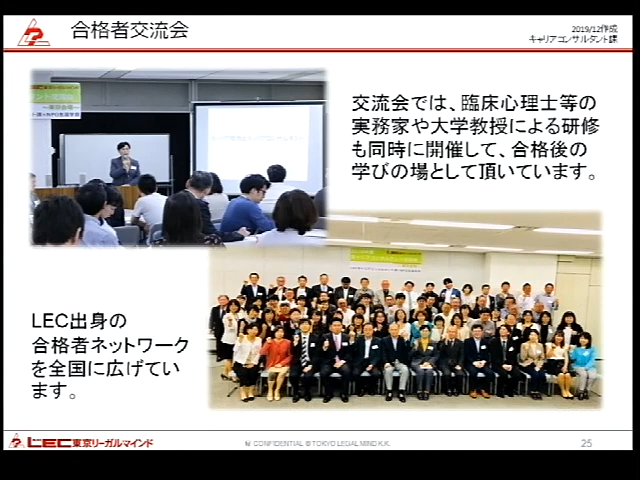 合格者交流会
2019/12作成
キャリアコンサルタント課
交流会では、臨床心理士等の
実務家や大学教授による研修
も同時に開催して、合格後の
学びの場として頂いています。
LEC出身の
合格者ネットワーク
を全国に広げてい
ます。
LEC東京リーガルマインド
CONFIDENTIAL © TOKYO LEGAL MIND K.K.
25